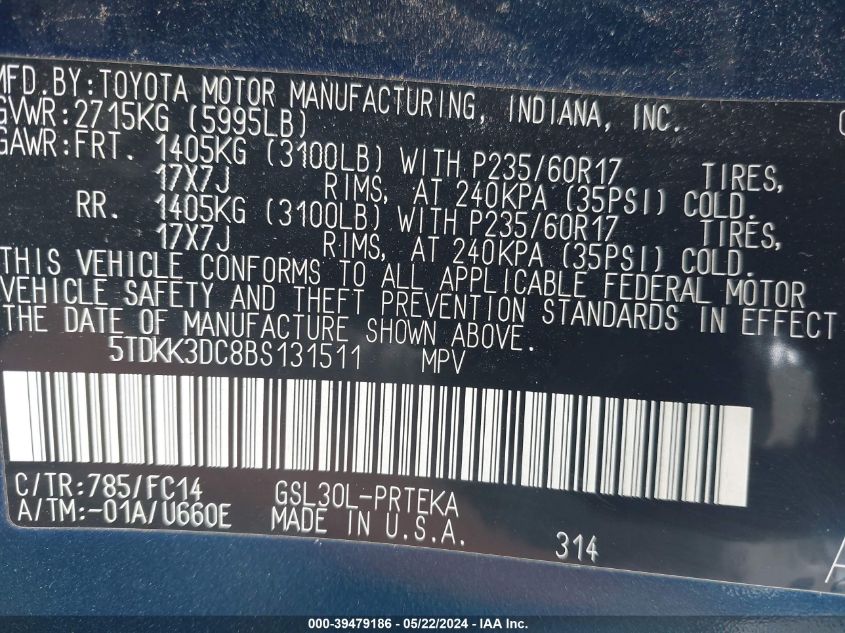 MFD.BY:TOYOTA MOTOR MANUFACTURING, INDIANA, INC.
GVWR:2715KG (5995LB)
GAWR:FRT. 1405KG (3100LB) WITH P235/60R17 TIRES,
17X7J RIMS, AT 240KPA (35PSI) COLD.
RR. 1405KG (3100LB) WITH P235/60R17 TIRES,
17X7J RIMS, AT 240KPA (35PSI) COLD.
THIS VEHICLE CONFORMS TO ALL APPLICABLE FEDERAL MOTOR
VEHICLE SAFETY AND THEFT PREVENTION STANDARDS IN EFFECT
THE DATE OF MANUFACTURE SHOWN ABOVE.
5TDKK3DC8BS131511 MPV
C/TR:785/FC14 GSL30L-PRTEKA
A/TM:-01A/U660E MADE IN U.S.A.
314
000-39479186 - 05/22/2024 - IAAI.com